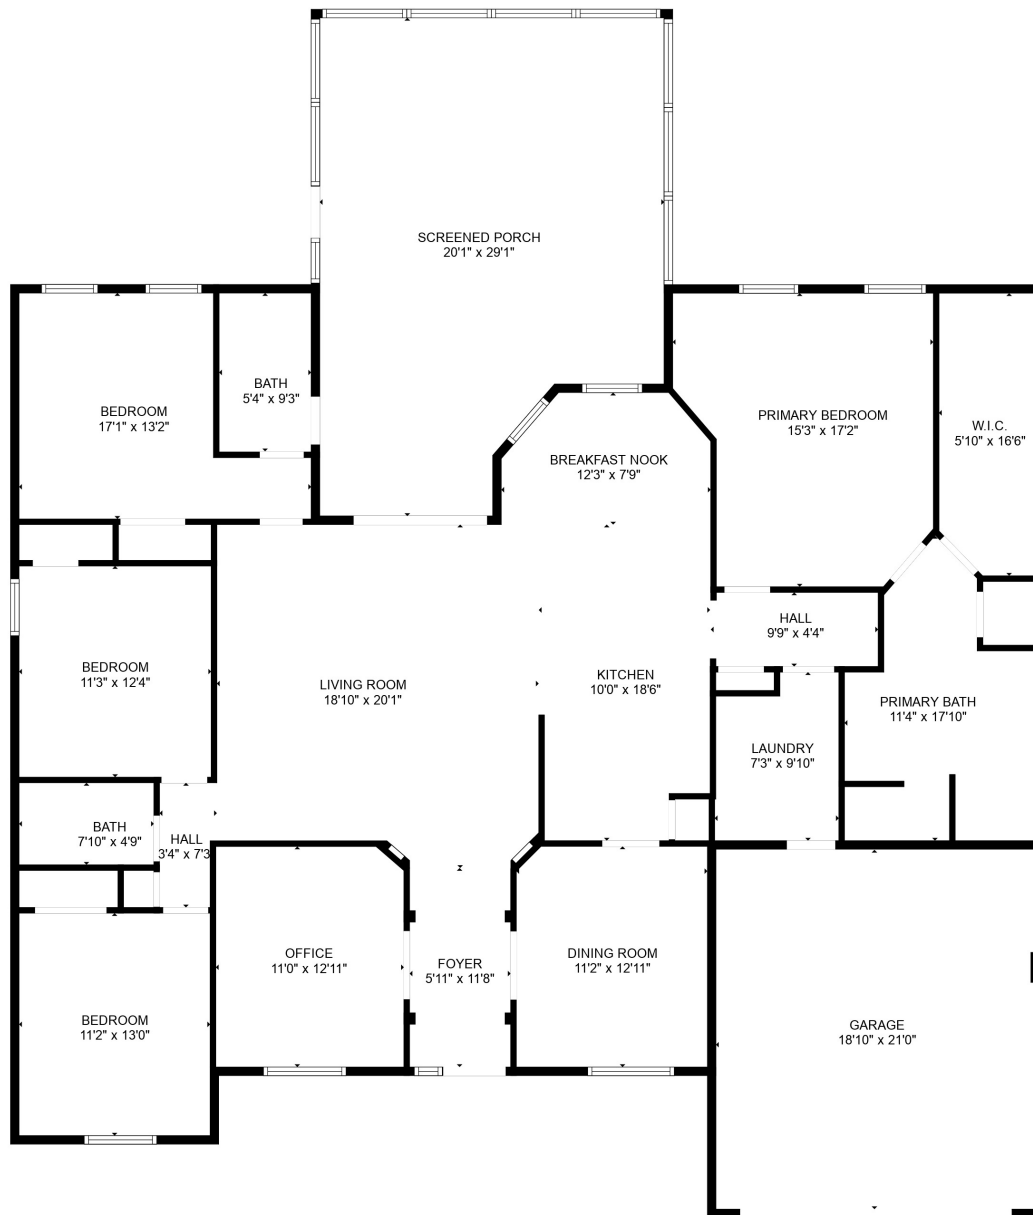 SCREENED PORCH
20'1" x 29'1"
BATH
5'4" x 9'3"
BEDROOM
17'1" x 13'2"
PRIMARY BEDROOM
15'3" x 17'2"
W.I.C.
5'10" x 16'6"
BREAKFAST NOOK
12'3" x 7'9"
HALL
9'9" x 4'4"
BEDROOM
11'3" x 12'4"
LIVING ROOM
18'10" x 20'1"
KITCHEN
10'0" x 18'6"
PRIMARY BATH
11'4" x 17'10"
LAUNDRY
7'3" x 9'10"
BATH
7'10" x 4'9"
HALL
3'4" x 7'3
OFFICE
11'0" x 12'11"
FOYER
5'11" x 11'8"
DINING ROOM
11'2" x 12'11"
BEDROOM
11'2" x 13'0"
GARAGE
18'10" x 21'0"